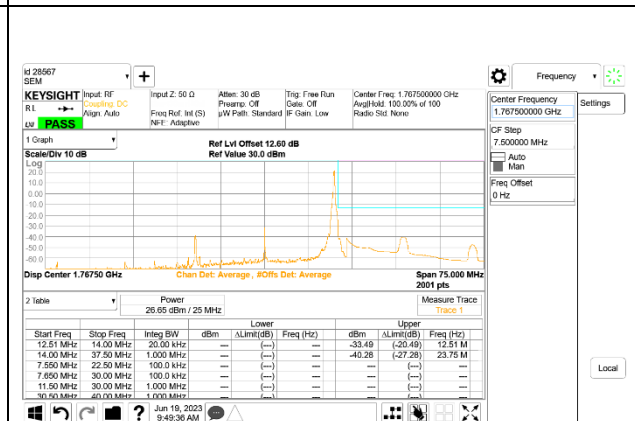 Id 28567
SEM
Frequency
KEYSIGHT
Input: RF
Input Z: 50 Ω
Atten: 30 dB
Trig: Free Run
Center Freq: 1.767500000 GHz
RL
Coupling: DC
Preamp: Off
Gate: Off
Avg|Hold: 100.00% of 100
Align: Auto
Freq Ref: Int (S)
µW Path: Standard
IF Gain: Low
Radio Std: None
PASS
NFE: Adaptive
Center Frequency
1.767500000 GHz
Settings
CF Step
7.500000 MHz
Auto
Man
Freq Offset
0 Hz
1 Graph
Ref Lvl Offset 12.60 dB
Scale/Div 10 dB
Ref Value 30.0 dBm
Log
20.0
10.0
0.00
-10.0
-20.0
-30.0
-40.0
-50.0
-60.0
Disp Center 1.76750 GHz
Chan Det: Average , #Offs Det: Average
Span 75.000 MHz
2001 pts
2 Table
Power
Measure Trace
26.65 dBm / 25 MHz
Trace 1
Lower
Upper
Start Freq Stop Freq Integ BW dBm ΔLimit(dB) Freq (Hz) dBm ΔLimit(dB) Freq (Hz)
12.51 MHz 14.00 MHz 20.00 kHz --- (---) --- -33.49 (-20.49) 12.51 M
14.00 MHz 37.50 MHz 1.000 MHz --- (---) --- -40.28 (-27.28) 23.75 M
7.550 MHz 22.50 MHz 100.0 kHz --- (---) --- --- (---) ---
7.650 MHz 30.00 MHz 100.0 kHz --- (---) --- --- (---) ---
11.50 MHz 30.00 MHz 1.000 MHz --- (---) --- --- (---) ---
30.50 MHz 40.00 MHz 1.000 MHz --- (---) --- --- (---) ---
Local
Jun 19, 2023
9:49:36 AM